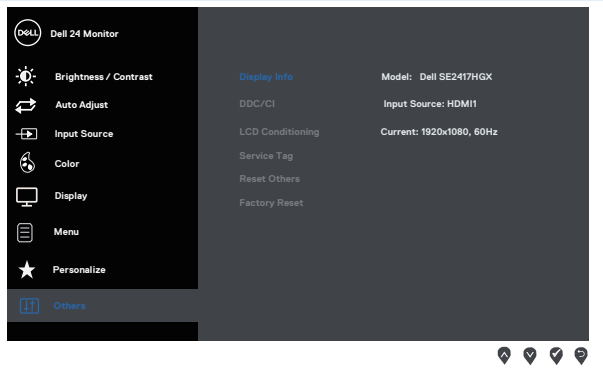 DELL Dell 24 Monitor
Brightness / Contrast
Auto Adjust
Input Source
Color
Display
Menu
Personalize
Others
Display Info
DDC/CI
LCD Conditioning
Service Tag
Reset Others
Factory Reset
Model: Dell SE2417HGX
Input Source: HDMI1
Current: 1920x1080, 60Hz